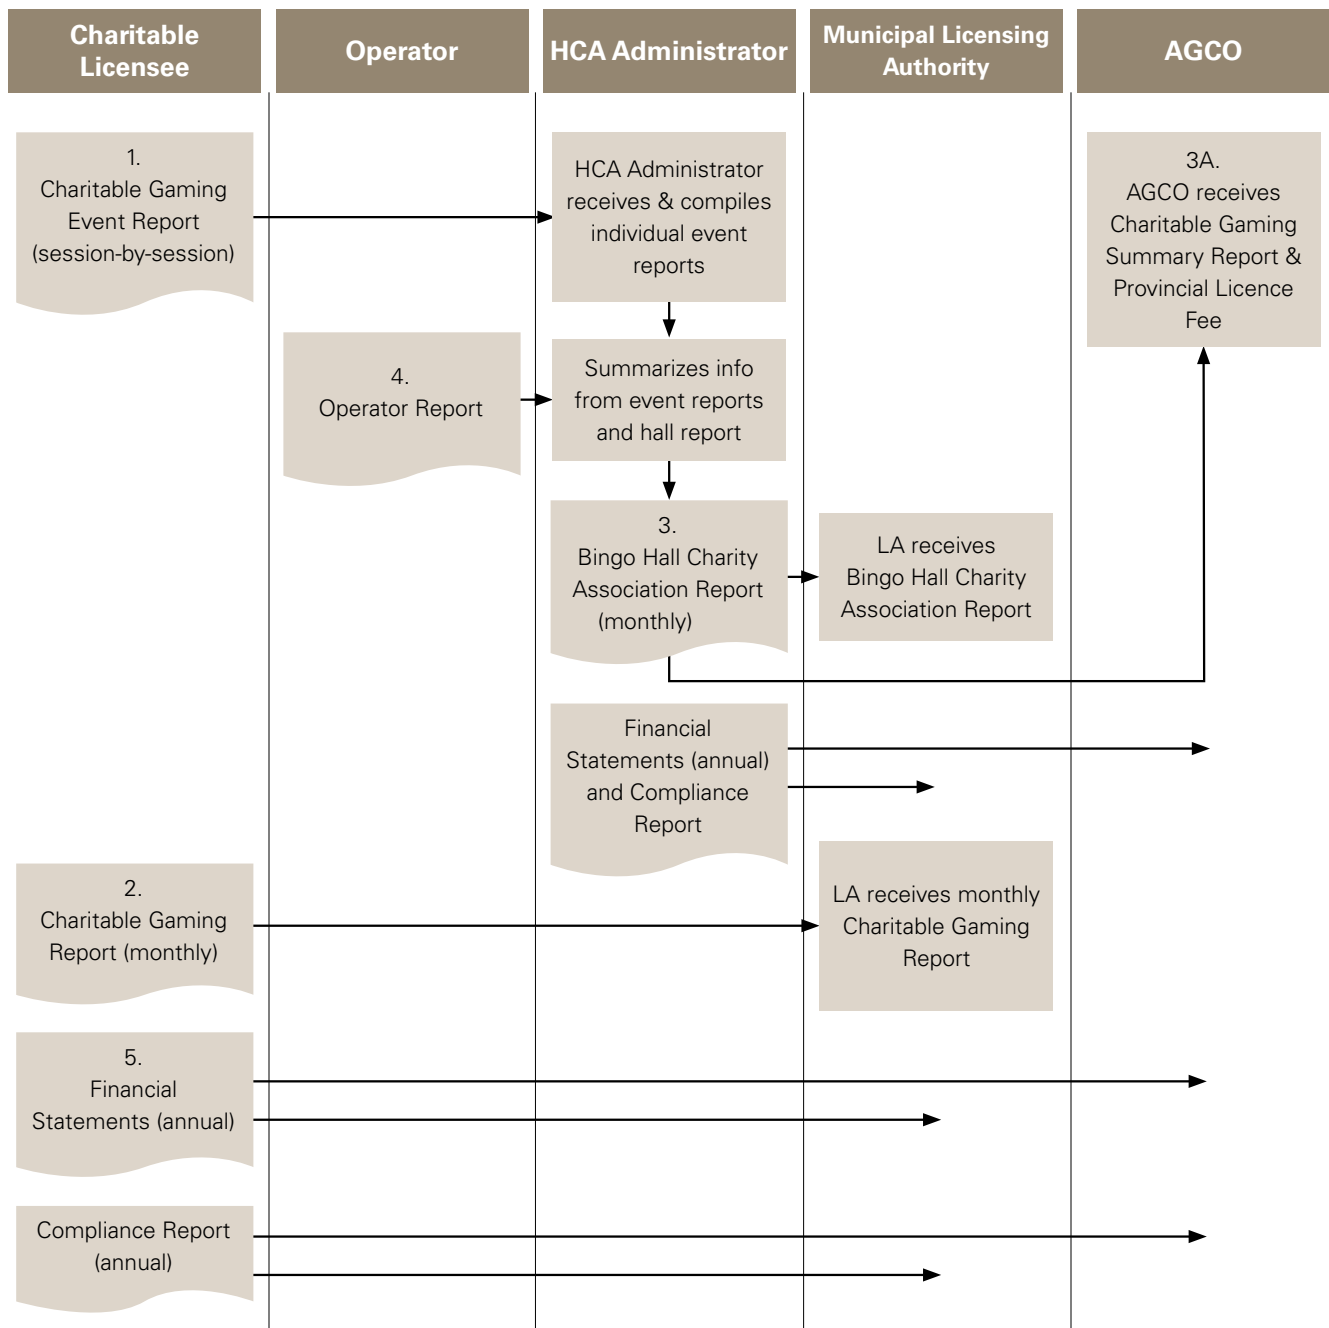 Charitable
Licensee
Operator
HCA Administrator
Municipal Licensing
Authority
AGCO
1.
Charitable Gaming
Event Report
(session-by-session)
HCA Administrator
receives & compiles
individual event
reports
3A.
AGCO receives
Charitable Gaming
Summary Report &
Provincial Licence
Fee
4.
Operator Report
Summarizes info
from event reports
and hall report
3.
Bingo Hall Charity
Association Report
(monthly)
LA receives
Bingo Hall Charity
Association Report
Financial
Statements (annual)
and Compliance
Report
2.
Charitable Gaming
Report (monthly)
LA receives monthly
Charitable Gaming
Report
5.
Financial
Statements (annual)
Compliance Report
(annual)